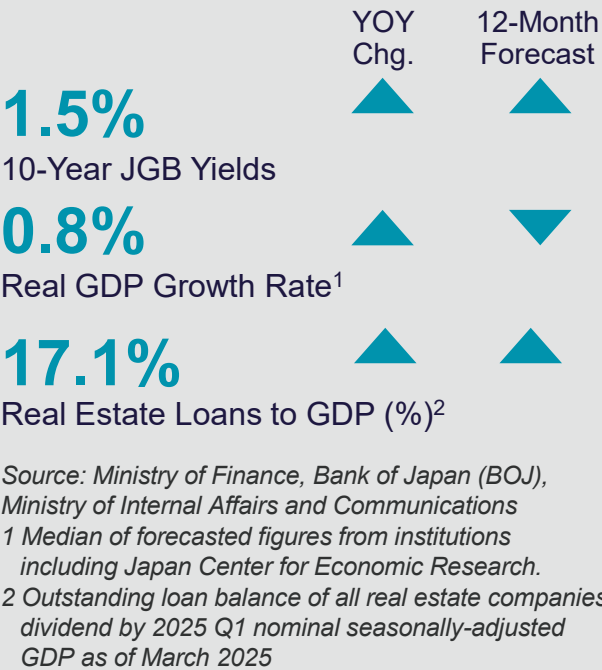 YOY 12-Month
Chg. Forecast
1.5%
10-Year JGB Yields
0.8%
Real GDP Growth Rate¹
17.1%
Real Estate Loans to GDP (%)²
Source: Ministry of Finance, Bank of Japan (BOJ),
Ministry of Internal Affairs and Communications
1 Median of forecasted figures from institutions
including Japan Center for Economic Research.
2 Outstanding loan balance of all real estate companies
dividend by 2025 Q1 nominal seasonally-adjusted
GDP as of March 2025